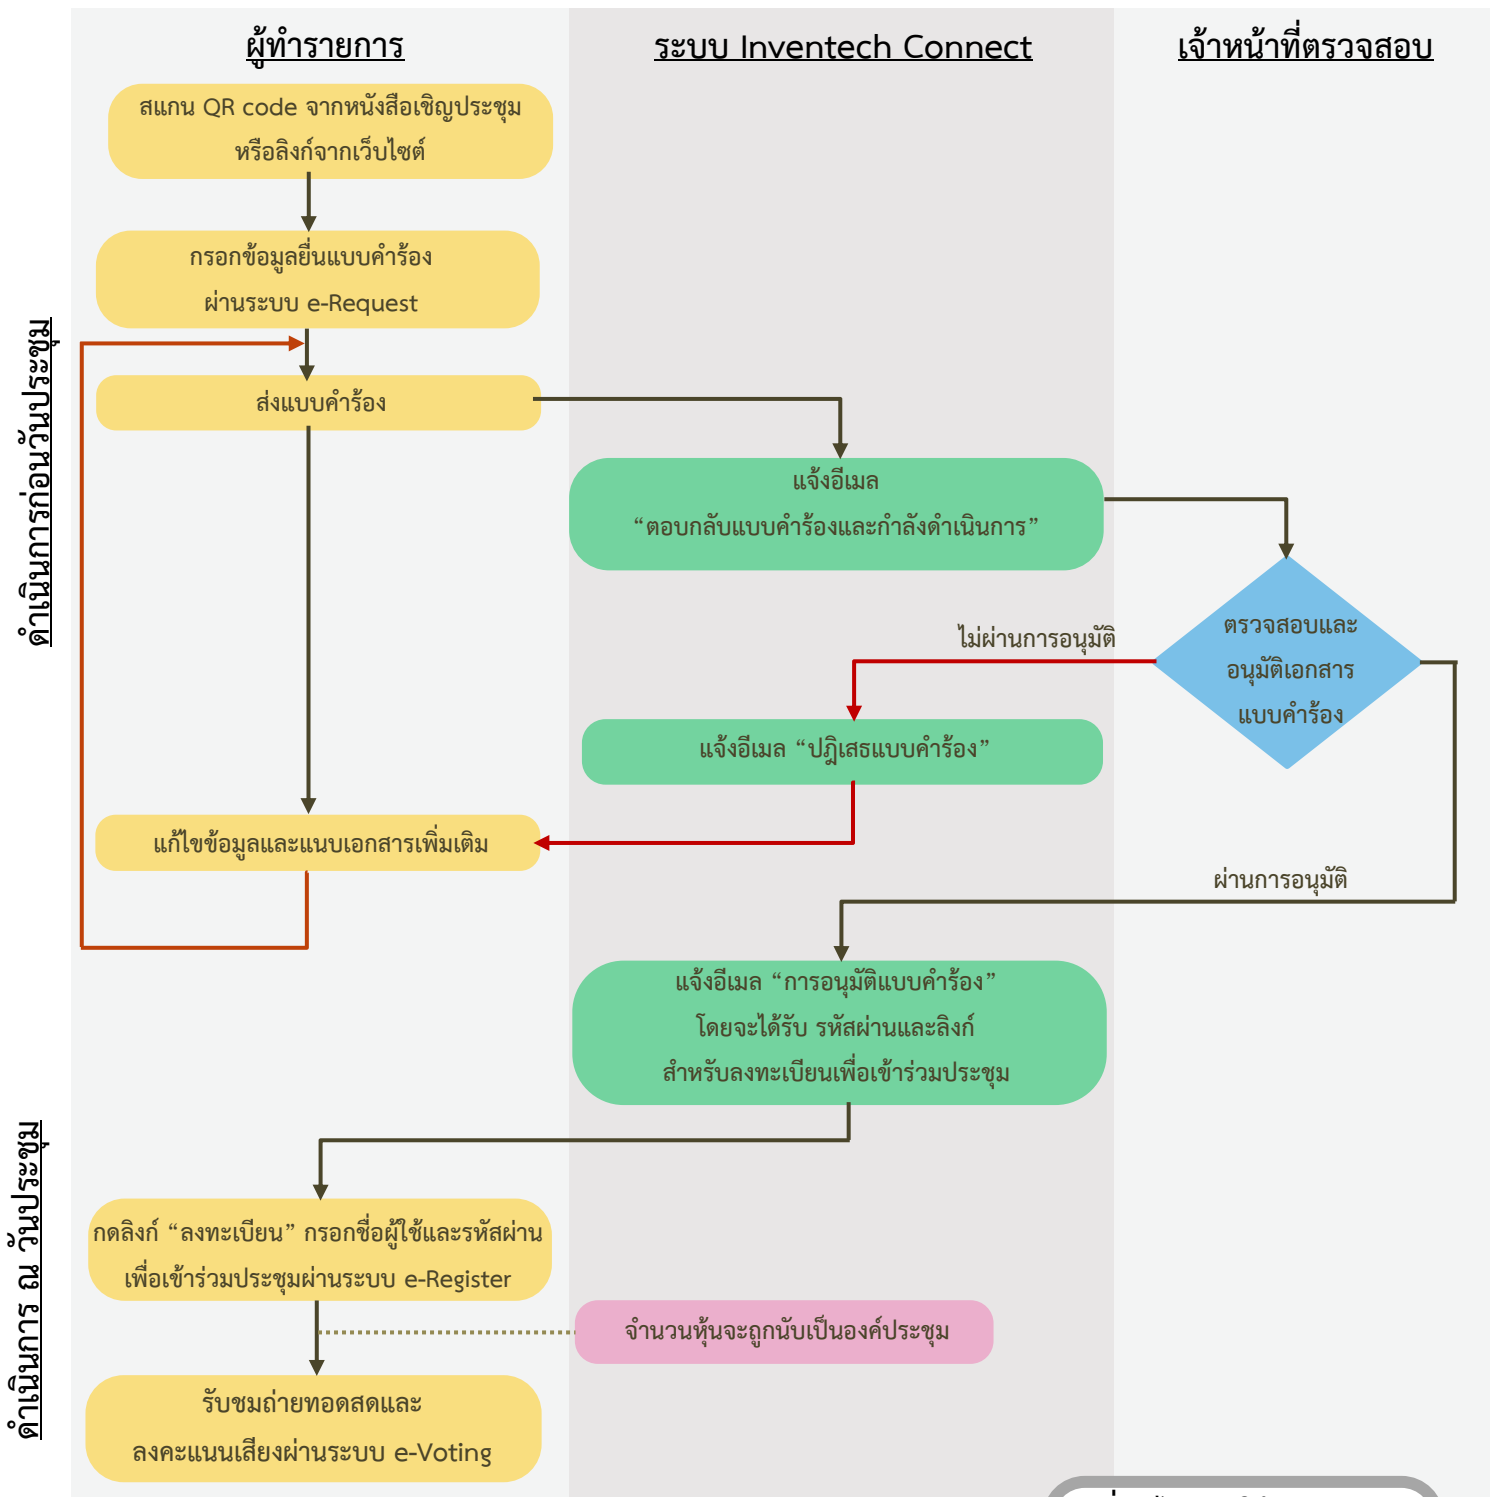 ผู้ทำรายการ
ระบบ Inventech Connect
เจ้าหน้าที่ตรวจสอบ
ดำเนินการก่อนวันประชุม
สแกน QR code จากหนังสือเชิญประชุม
หรือลิงก์จากเว็บไซต์
กรอกข้อมูลยื่นแบบคำร้อง
ผ่านระบบ e-Request
ส่งแบบคำร้อง
แจ้งอีเมล
“ตอบกลับแบบคำร้องและกำลังดำเนินการ”
ตรวจสอบและ
อนุมัติเอกสาร
แบบคำร้อง
ไม่ผ่านการอนุมัติ
แจ้งอีเมล “ปฎิเสธแบบคำร้อง”
แก้ไขข้อมูลและแนบเอกสารเพิ่มเติม
ผ่านการอนุมัติ
แจ้งอีเมล “การอนุมัติแบบคำร้อง”
โดยจะได้รับ รหัสผ่านและลิงก์
สำหรับลงทะเบียนเพื่อเข้าร่วมประชุม
ดำเนินการ ณ วันประชุม
กดลิงก์ “ลงทะเบียน” กรอกชื่อผู้ใช้และรหัสผ่าน
เพื่อเข้าร่วมประชุมผ่านระบบ e-Register
จำนวนหุ้นจะถูกนับเป็นองค์ประชุม
รับชมถ่ายทอดสดและ
ลงคะแนนเสียงผ่านระบบ e-Voting